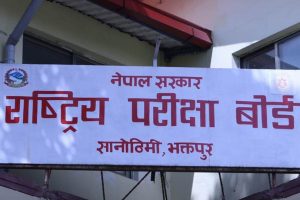 नेपाल सरकार
राष्ट्रिय परीक्षा बोर्ड
सानोठिमी, भक्तपुर